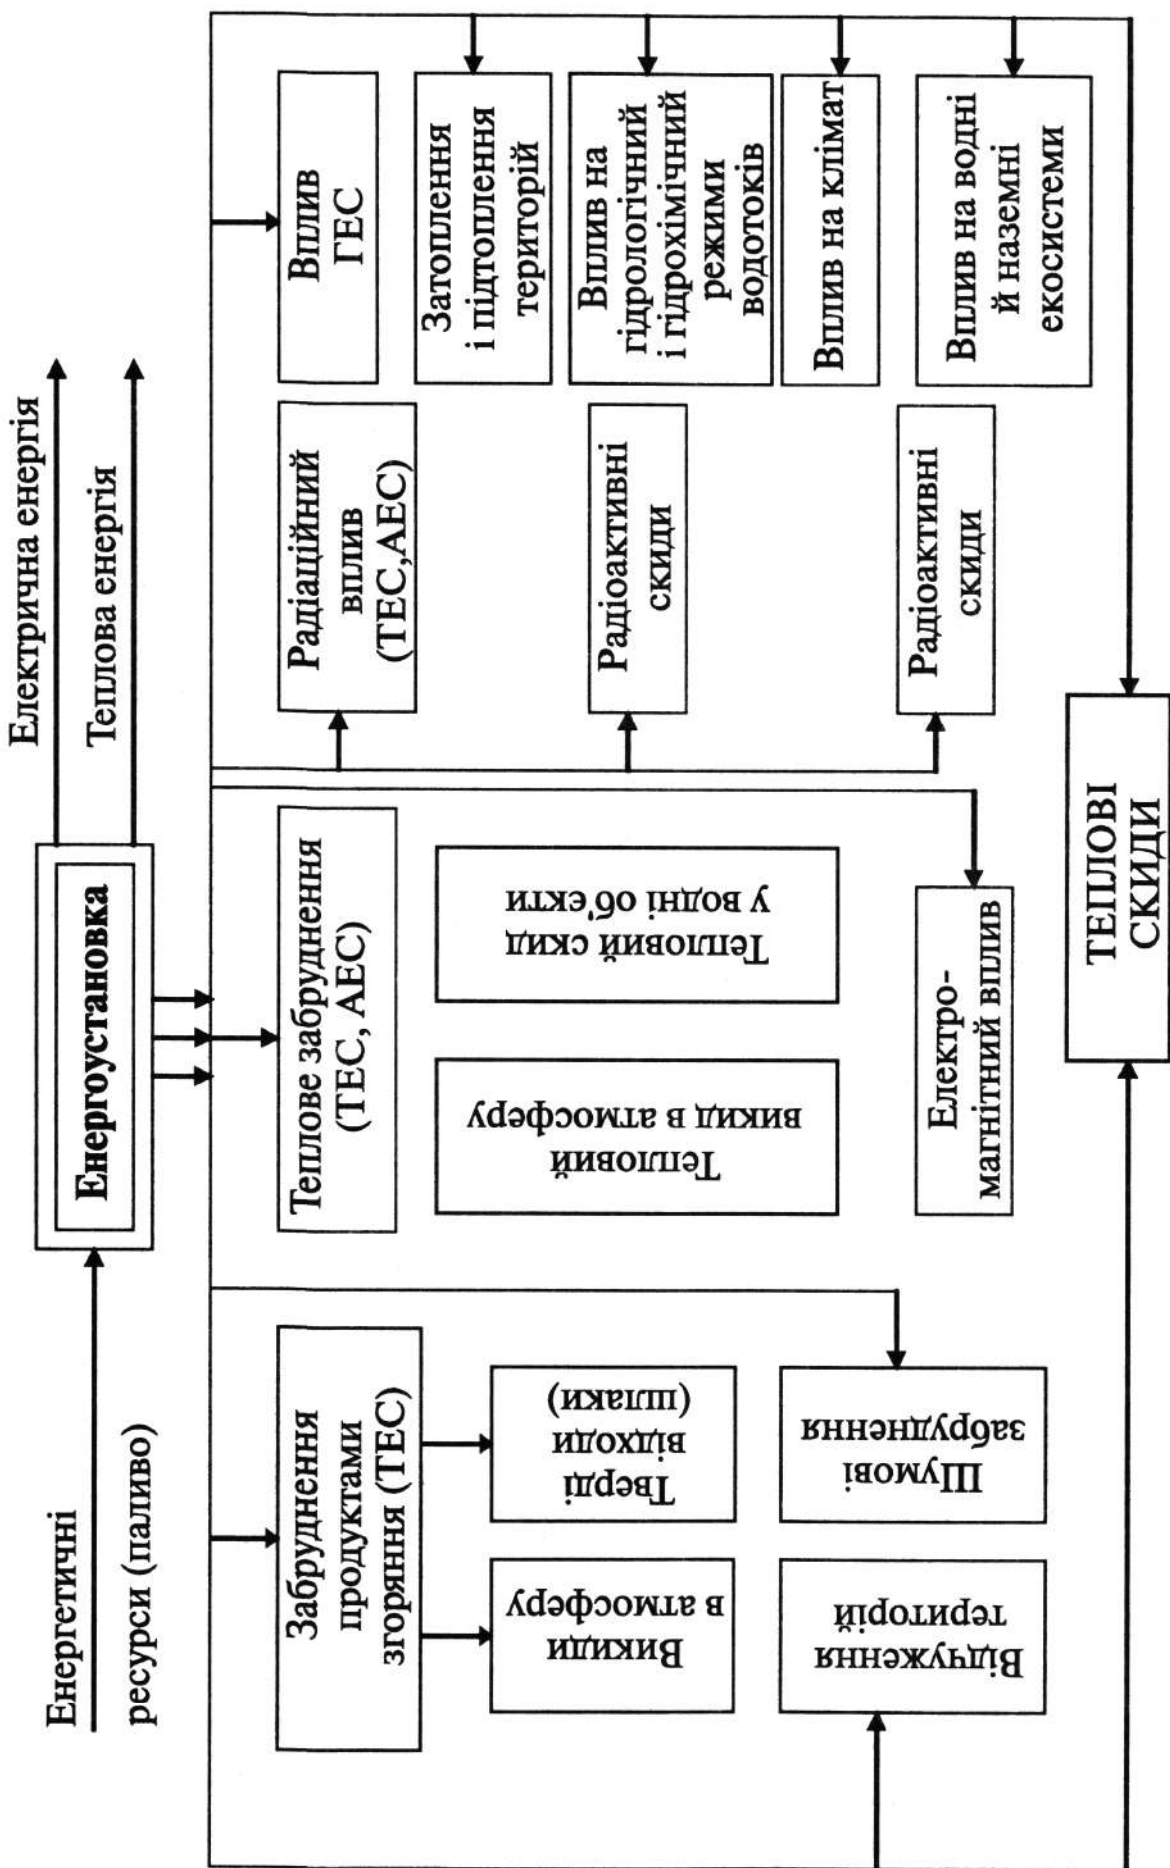 Енергетичні
ресурси (паливо)
Енергоустановка
Електрична енергія
Теплова енергія
Забруднення
продуктами
згоряння (ТЕС)
Викиди
в атмосферу
Тверді
відходи
(шлаки)
Відчуження
територій
Шумові
забруднення
Теплове забруднення
(ТЕС, АЕС)
Тепловий
викид в атмосферу
Тепловий скид
у водні об'єкти
Електро-
магнітний вплив
Радіаційний
вплив
(ТЕС,АЕС)
Радіоактивні
скиди
Радіоактивні
скиди
Вплив
ГЕС
Затоплення
і підтоплення
територій
Вплив на
гідрологічний
і гідрохімічний
режими
водотоків
Вплив на клімат
Вплив на водні
й наземні
екосистеми
ТЕПЛОВІ
СКИДИ